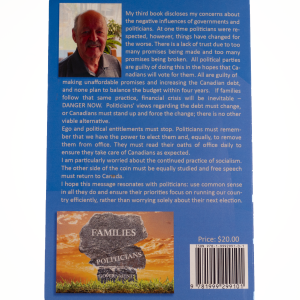 My third book discloses my concerns about
the negative influences of governments and
politicians. At one time politicians were re-
spected, however, things have changed for
the worse. There is a lack of trust due to too
many promises being made and too many
promises being broken. All political parties
are guilty of doing this in the hopes that Ca-
nadians will vote for them. All are guilty of
making unaffordable promises and increasing the Canadian debt,
and none plan to balance the budget within four years. If families
follow that same practice, financial crisis will be inevitable –
DANGER NOW. Politicians' views regarding the debt must change,
or Canadians must stand up and force the change; there is no other
viable alternative.
Ego and political entitlements must stop. Politicians must remem-
ber that we have the power to elect them and, equally, to remove
them from office. They must read their oaths of office daily to
ensure they take care of Canadians as expected.
I am particularly worried about the continued practice of socialism.
The other side of the coin must be equally studied and free speech
must return to Canada.
I hope this message resonates with politicians: use common sense
in all they do and ensure their priorities focus on running our coun-
try efficiently, rather than worrying solely about their next election.
FAMILIES
POLITICIANS
Price: $20.00